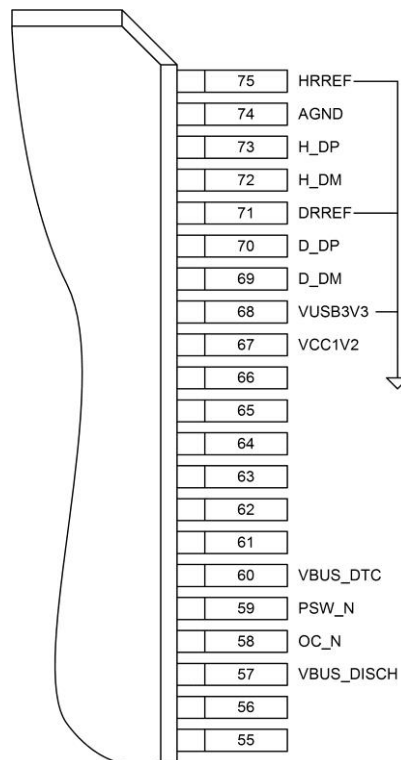 75 HRREF
74 AGND
73 H_DP
72 H_DM
71 DRREF
70 D_DP
69 D_DM
68 VUSB3V3
67 VCC1V2
66
65
64
63
62
61
60 VBUS_DTC
59 PSW_N
58 OC_N
57 VBUS_DISCH
56
55